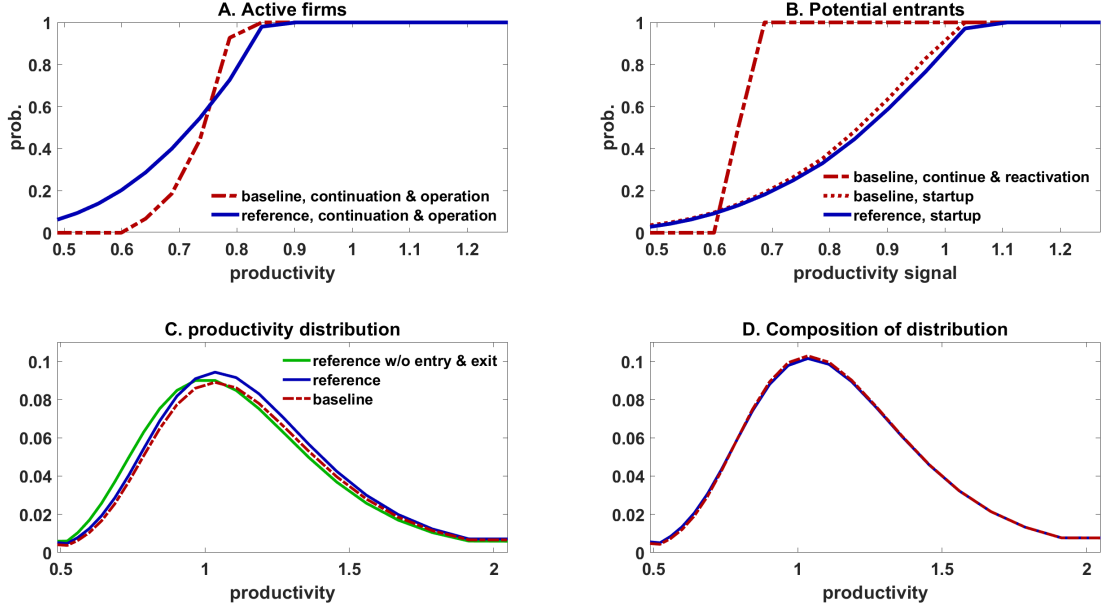 A. Active firms
prob.
1
0.8
0.6
0.4
0.2
0
baseline, continuation & operation
reference, continuation & operation
0.5 0.6 0.7 0.8 0.9 1 1.1 1.2
productivity
B. Potential entrants
prob.
1
0.8
0.6
0.4
0.2
0
baseline, continue & reactivation
baseline, startup
reference, startup
0.5 0.6 0.7 0.8 0.9 1 1.1 1.2
productivity signal
C. productivity distribution
0.1
0.08
0.06
0.04
0.02
0
reference w/o entry & exit
reference
baseline
0.5 1 1.5 2
productivity
D. Composition of distribution
0.1
0.08
0.06
0.04
0.02
0
0.5 1 1.5 2
productivity